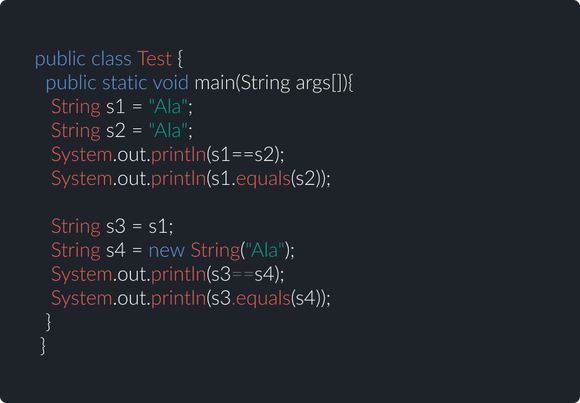 public class Test {
public static void main(String args[]){
String s1 = "Ala";
String s2 = "Ala";
System.out.println(s1==s2);
System.out.println(s1.equals(s2));
String s3 = s1;
String s4 = new String("Ala");
System.out.println(s3==s4);
System.out.println(s3.equals(s4));
}
}